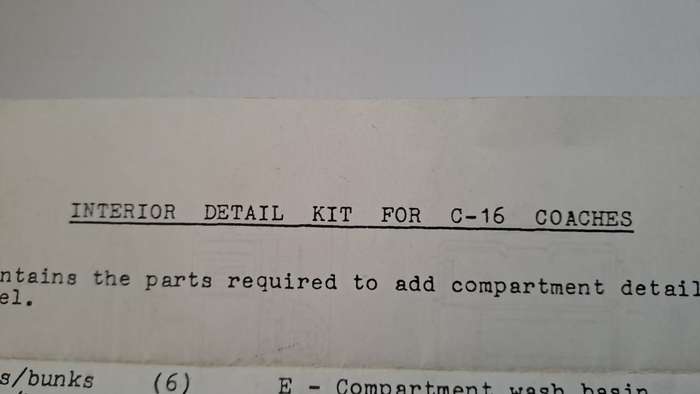 INTERIOR DETAIL KIT FOR C-16 COACHES
ntains the parts required to add compartment detail
el.
s/bunks (6) E - Compartment wash basin